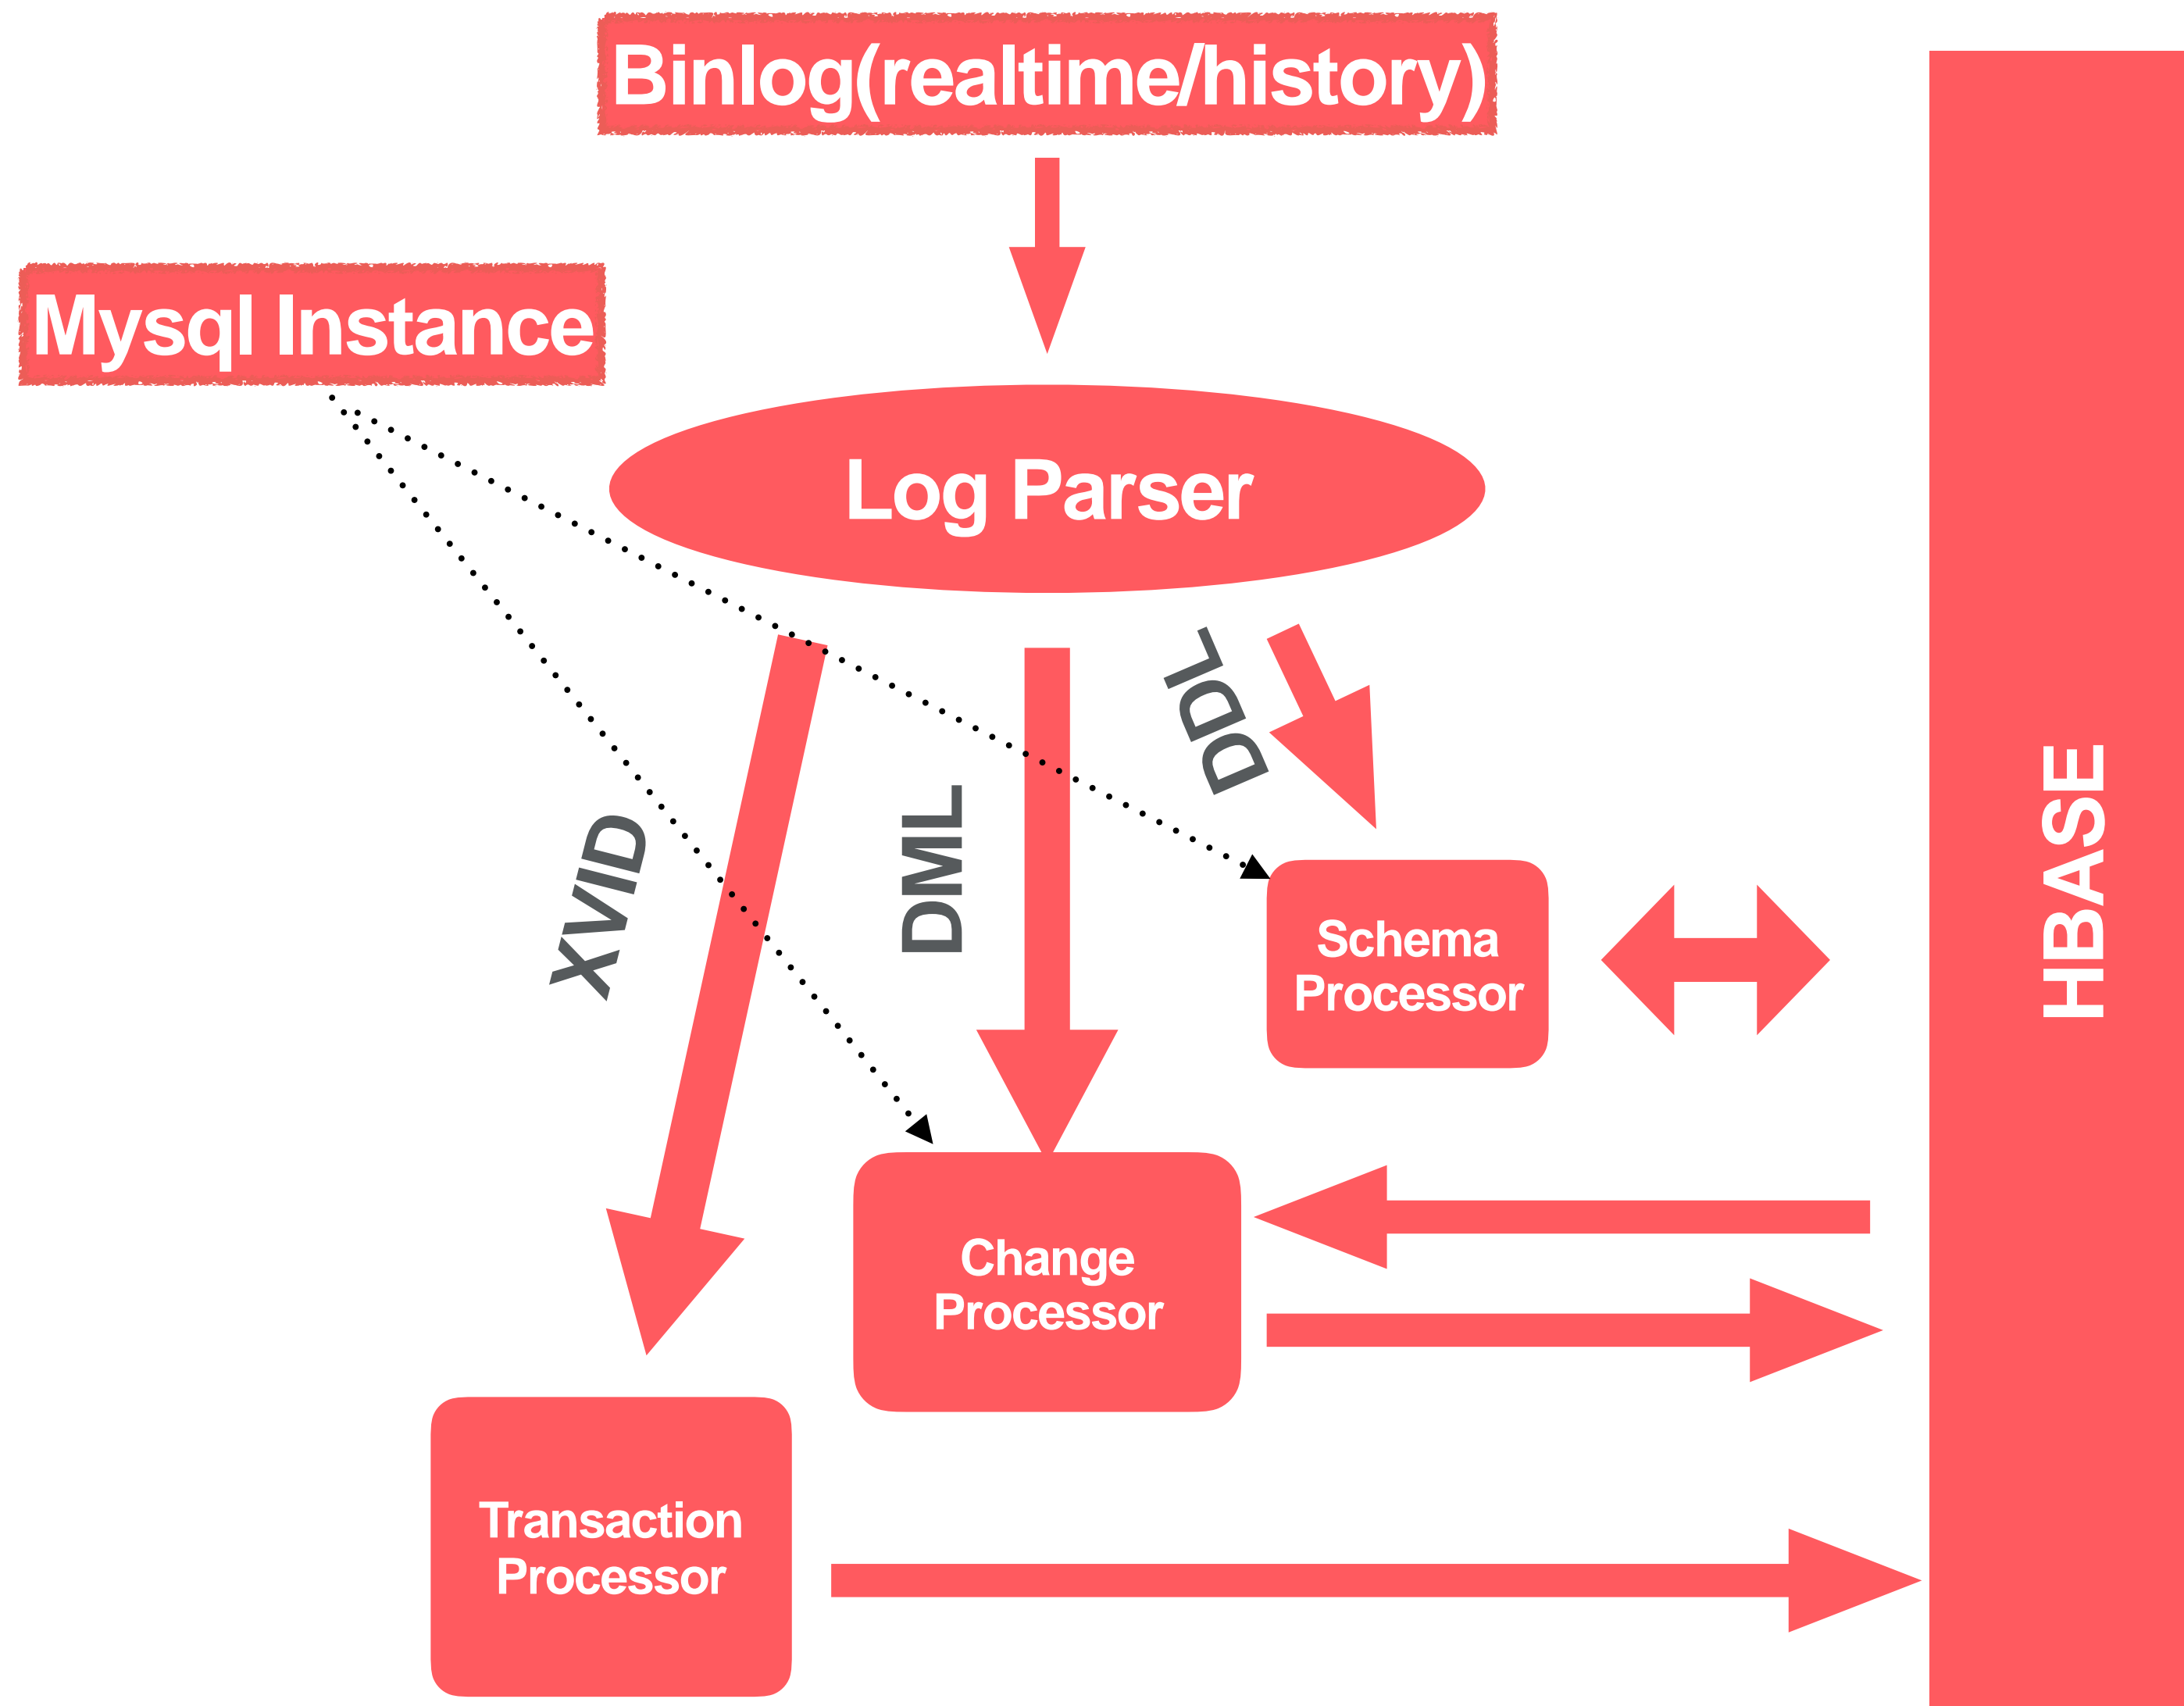 Binlog(realtime/history)
Mysql Instance
Log Parser
DDL
DML
XVID
HBASE
Schema
Processor
Change
Processor
Transaction
Processor